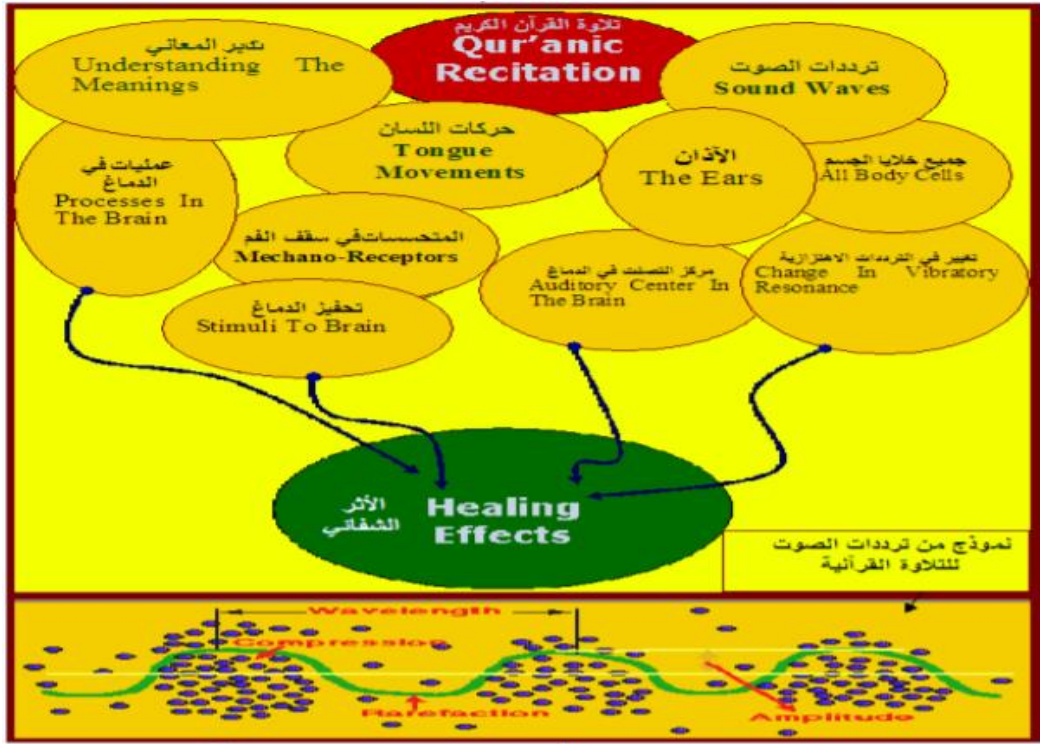 تلاوة القرآن الكريم
Qur'anic
Recitation
تدبر المعاني
Understanding The
Meanings
ترددات الصوت
Sound Waves
حركات اللسان
Tongue
Movements
الآذان
The Ears
جميع خلايا الجسم
All Body Cells
عمليات في
الدماغ
Processes In
The Brain
المتحسسات في سقف الفم
Mechano-Receptors
مركز التصنت في الدماغ
Auditory Center In
The Brain
تغيير في الترددات الاهتزازية
Change In Vibratory
Resonance
تحفيز الدماغ
Stimuli To Brain
الأثر
الشفائي
Healing
Effects
نموذج من ترددات الصوت
للتلاوة القرآنية
Wavelength
Compression
Rarefaction
Amplitude